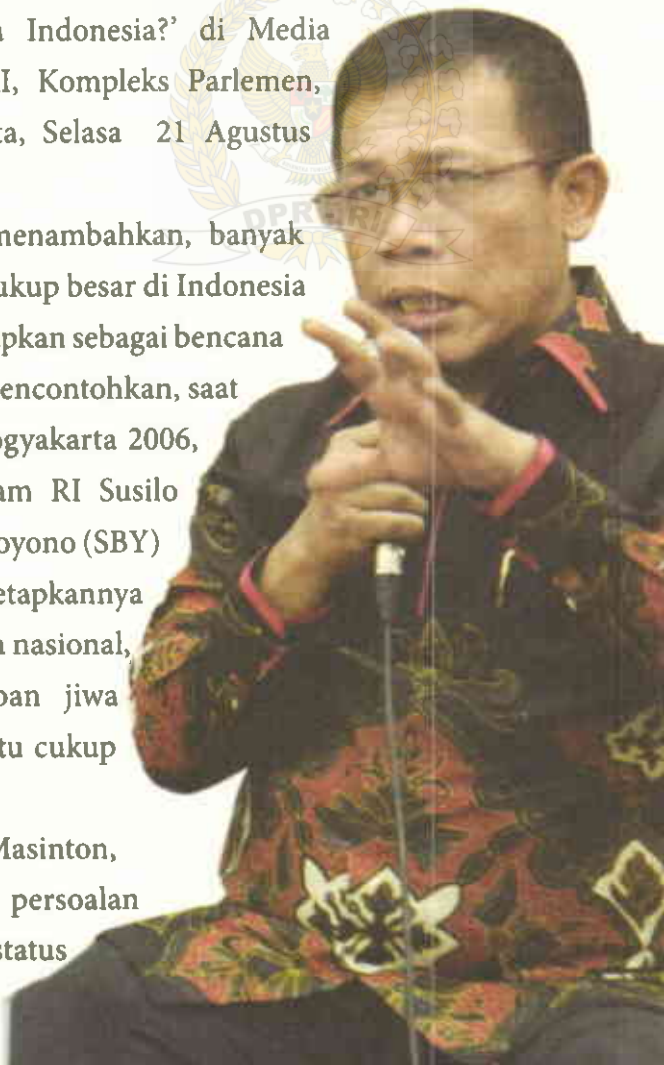 Indonesia?’ di Media
I, Kompleks Parlemen,
ta, Selasa 21 Agustus
menambahkan, banyak
ukup besar di Indonesia
apkan sebagai bencana
encontohkan, saat
ogyakarta 2006,
am RI Susilo
oyono (SBY)
etapkannya
a nasional,
ban jiwa
tu cukup
Masinton,
persoalan
status
DPR RI